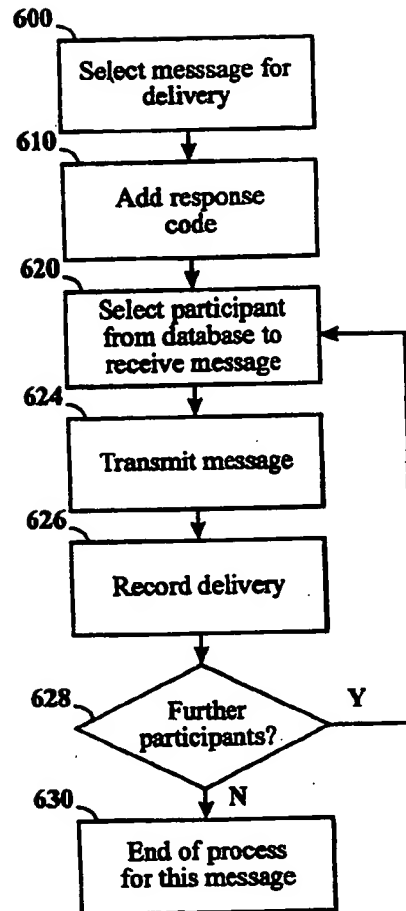 600
Select messsage for
delivery
610
Add response
code
620
Select participant
from database to
receive message
624
Transmit message
626
Record delivery
628
Further
participants?
Y
N
630
End of process
for this message